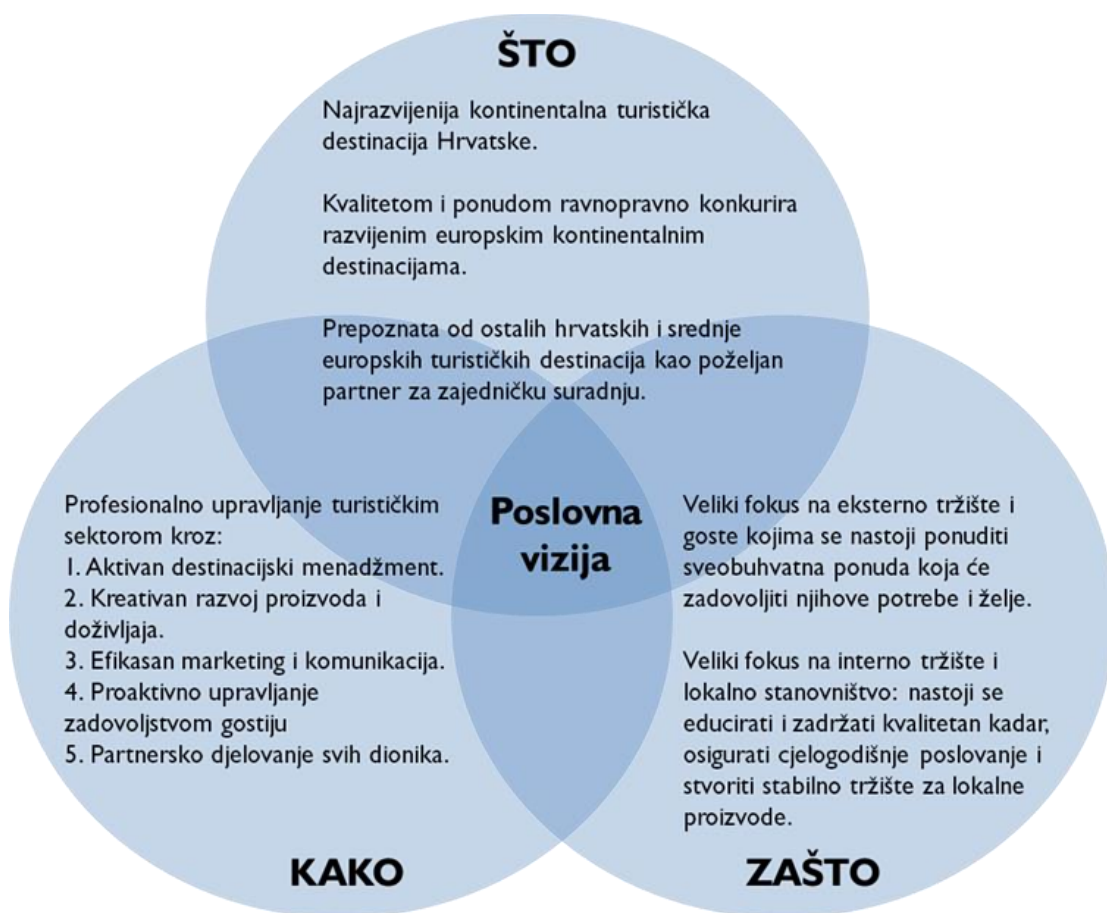 ŠTO
Najrazvijenija kontinentalna turistička
destinacija Hrvatske.
Kvalitetom i ponudom ravnopravno konkurira
razvijenim europskim kontinentalnim
destinacijama.
Prepoznata od ostalih hrvatskih i srednje
europskih turističkih destinacija kao poželjan
partner za zajedničku suradnju.
Profesionalno upravljanje turističkim
sektorom kroz:
1. Aktivan destinacijski menadžment.
2. Kreativan razvoj proizvoda i
doživljaja.
3. Efikasan marketing i komunikacija.
4. Proaktivno upravljanje
zadovoljstvom gostiju
5. Partnersko djelovanje svih dionika.
KAKO
Poslovna
vizija
Veliki fokus na eksterno tržište i
goste kojima se nastoji ponuditi
sveobuhvatna ponuda koja će
zadovoljiti njihove potrebe i želje.
Veliki fokus na interno tržište i
lokalno stanovništvo: nastoji se
educirati i zadržati kvalitetan kadar,
osigurati cjelogodišnje poslovanje i
stvoriti stabilno tržište za lokalne
proizvode.
ZAŠTO